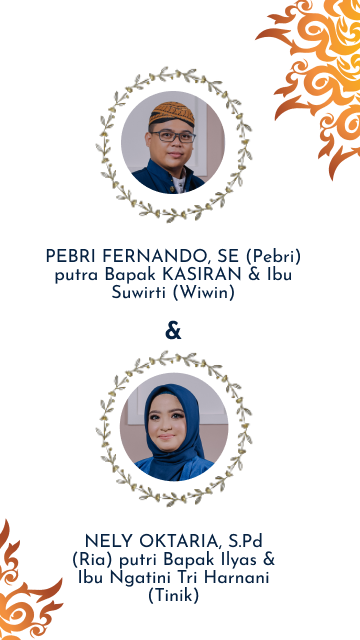 PEBRI FERNANDO, SE (Pebri)
putra Bapak KASIRAN & Ibu
Suwirti (Wiwin)
&
NELY OKTARIA, S.Pd
(Ria) putri Bapak Ilyas &
Ibu Ngatini Tri Harnani
(Tinik)